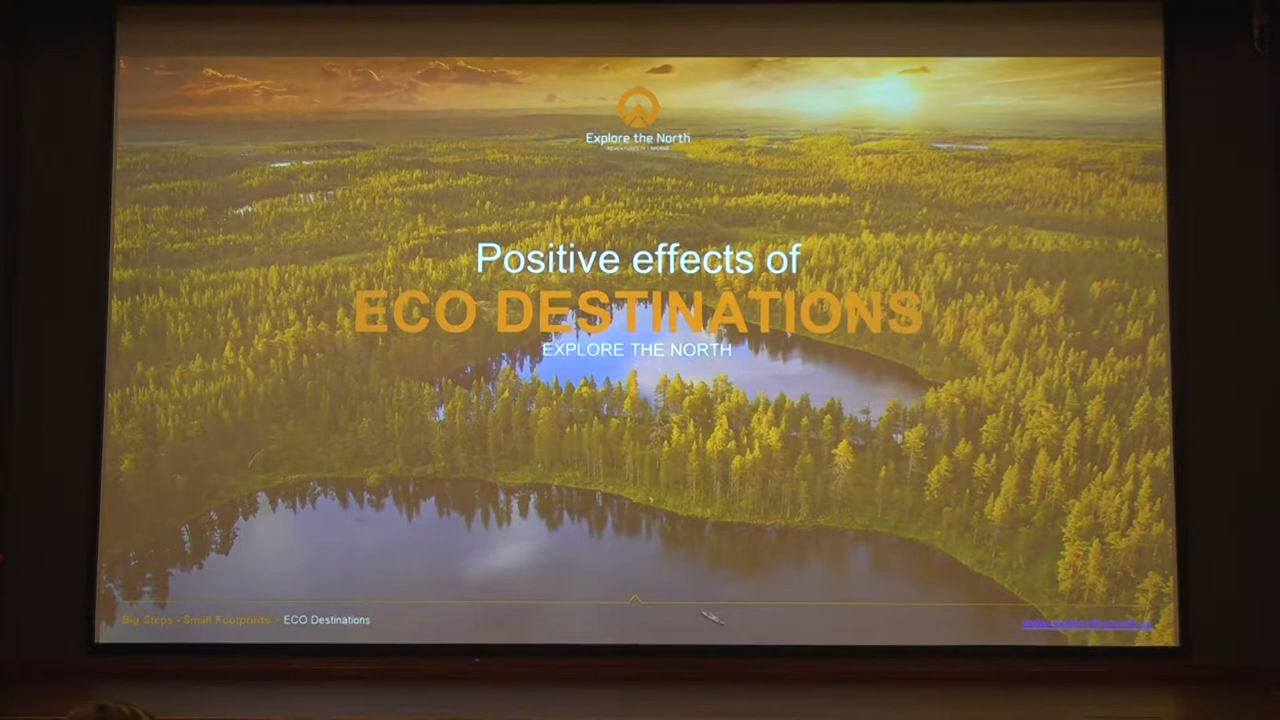 Explore the North
Positive effects of
ECO DESTINATIONS
EXPLORE THE NORTH
Big Steps - Small Footprints > ECO Destinations